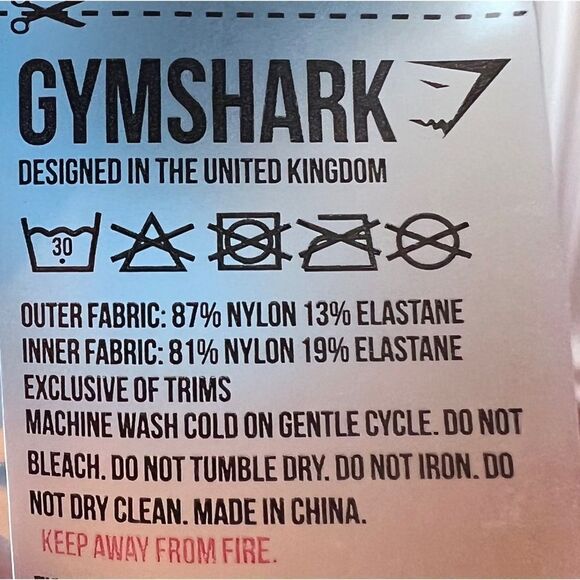 GYMSHARK
DESIGNED IN THE UNITED KINGDOM
30
OUTER FABRIC: 87% NYLON 13% ELASTANE
INNER FABRIC: 81% NYLON 19% ELASTANE
EXCLUSIVE OF TRIMS
MACHINE WASH COLD ON GENTLE CYCLE. DO NOT
BLEACH. DO NOT TUMBLE DRY. DO NOT IRON. DO
NOT DRY CLEAN. MADE IN CHINA.
KEEP AWAY FROM FIRE.